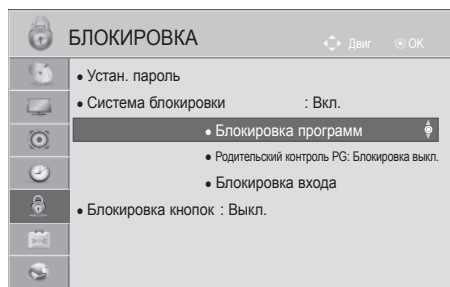 БЛОКИРОВКА Двиг ОК
• Устан. пароль
• Система блокировки : Вкл.
• Блокировка программ
• Родительский контроль PG: Блокировка выкл.
• Блокировка входа
• Блокировка кнопок : Выкл.